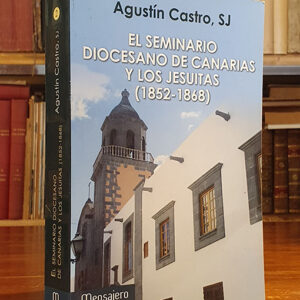 Agustín Castro, SJ
EL SEMINARIO
DIOCESANO DE CANARIAS
Y LOS JESUITAS
(1852-1868)
Mensajero
Agustín Castro, SJ
EL SEMINARIO DIOCESANO
DE CANARIAS Y LOS JESUITAS (1852-1868)
M